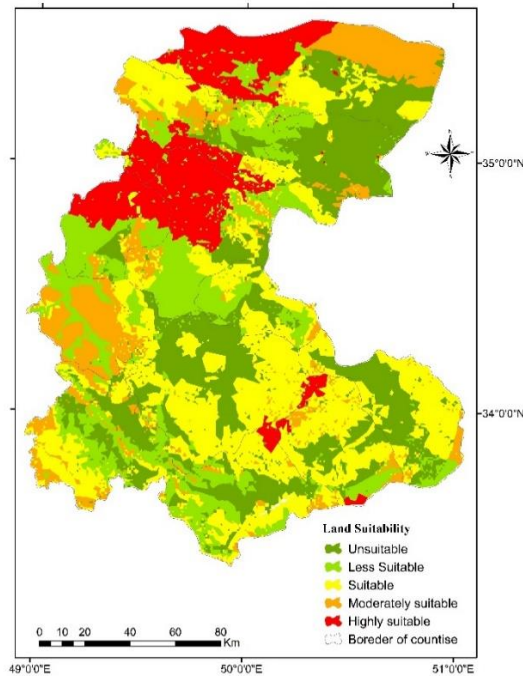 35°0'0"N
34°0'0"N
Land Suitability
Unsuitable
Less Suitable
Suitable
Moderately suitable
Highly suitable
Boreder of countise
0 5 10 20 40 60 80
Km
49°0'0"E 50°0'0"E 51°0'0"E